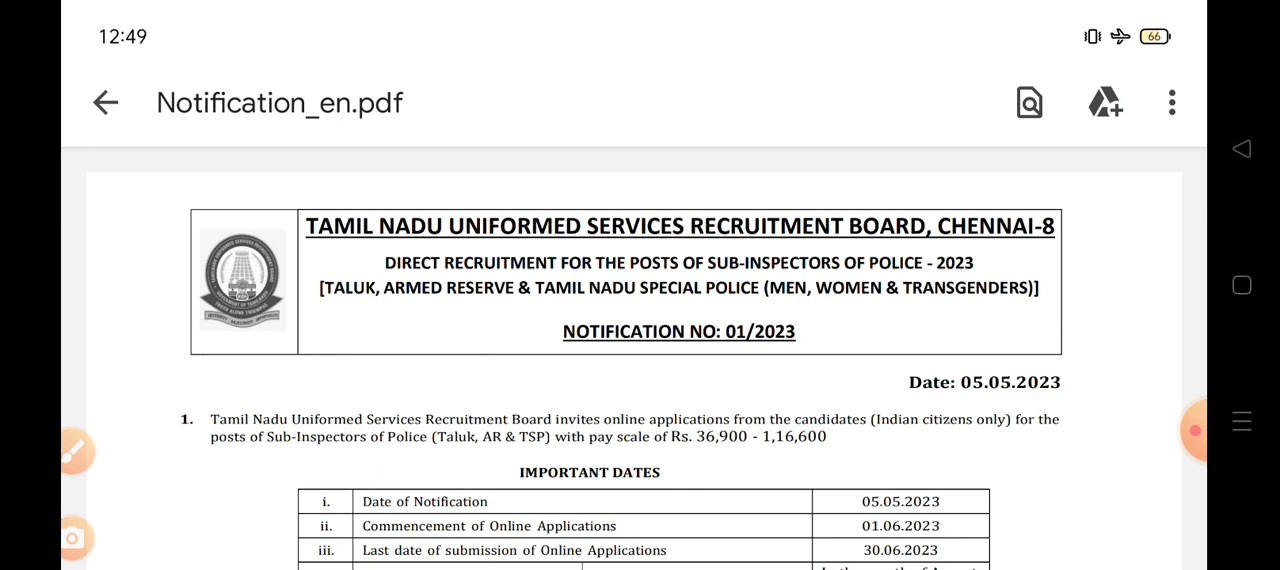 12:49
66
Notification_en.pdf
TAMIL NADU UNIFORMED SERVICES RECRUITMENT BOARD, CHENNAI-8
DIRECT RECRUITMENT FOR THE POSTS OF SUB-INSPECTORS OF POLICE - 2023
[TALUK, ARMED RESERVE & TAMIL NADU SPECIAL POLICE (MEN, WOMEN & TRANSGENDERS)]
NOTIFICATION NO: 01/2023
Date: 05.05.2023
1. Tamil Nadu Uniformed Services Recruitment Board invites online applications from the candidates (Indian citizens only) for the
posts of Sub-Inspectors of Police (Taluk, AR & TSP) with pay scale of Rs. 36,900 - 1,16,600
IMPORTANT DATES
i. Date of Notification 05.05.2023
ii. Commencement of Online Applications 01.06.2023
iii. Last date of submission of Online Applications 30.06.2023